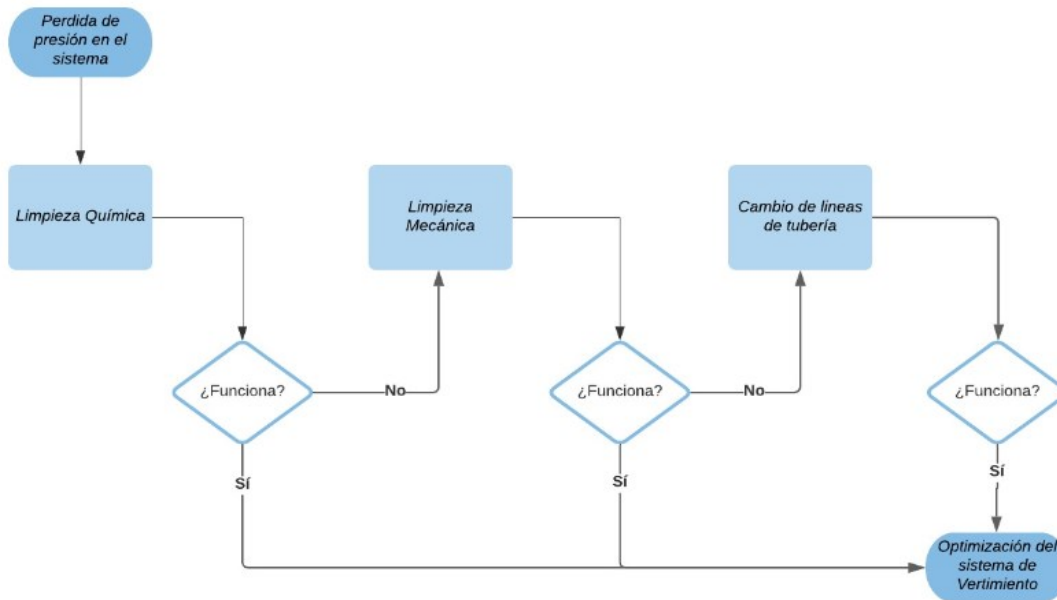 Perdida de
presión en el
sistema
Limpieza Química
Limpieza
Mecánica
Cambio de lineas
de tubería
¿Funciona?
No
¿Funciona?
No
¿Funciona?
Sí
Sí
Sí
Optimización del
sistema de
Vertimiento